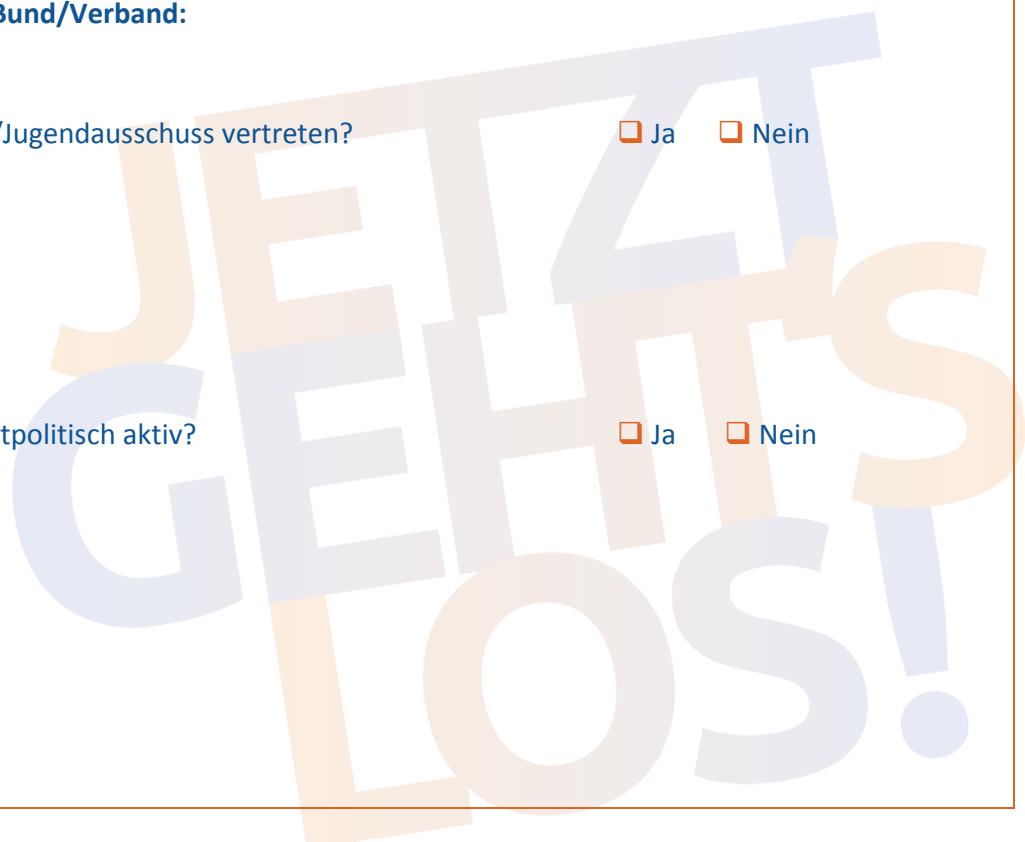 Bund/Verband:
/Jugendausschuss vertreten? ❑ Ja ❑ Nein
tpolitisch aktiv? ❑ Ja ❑ Nein
JETZT
GEHT'S
LOS!